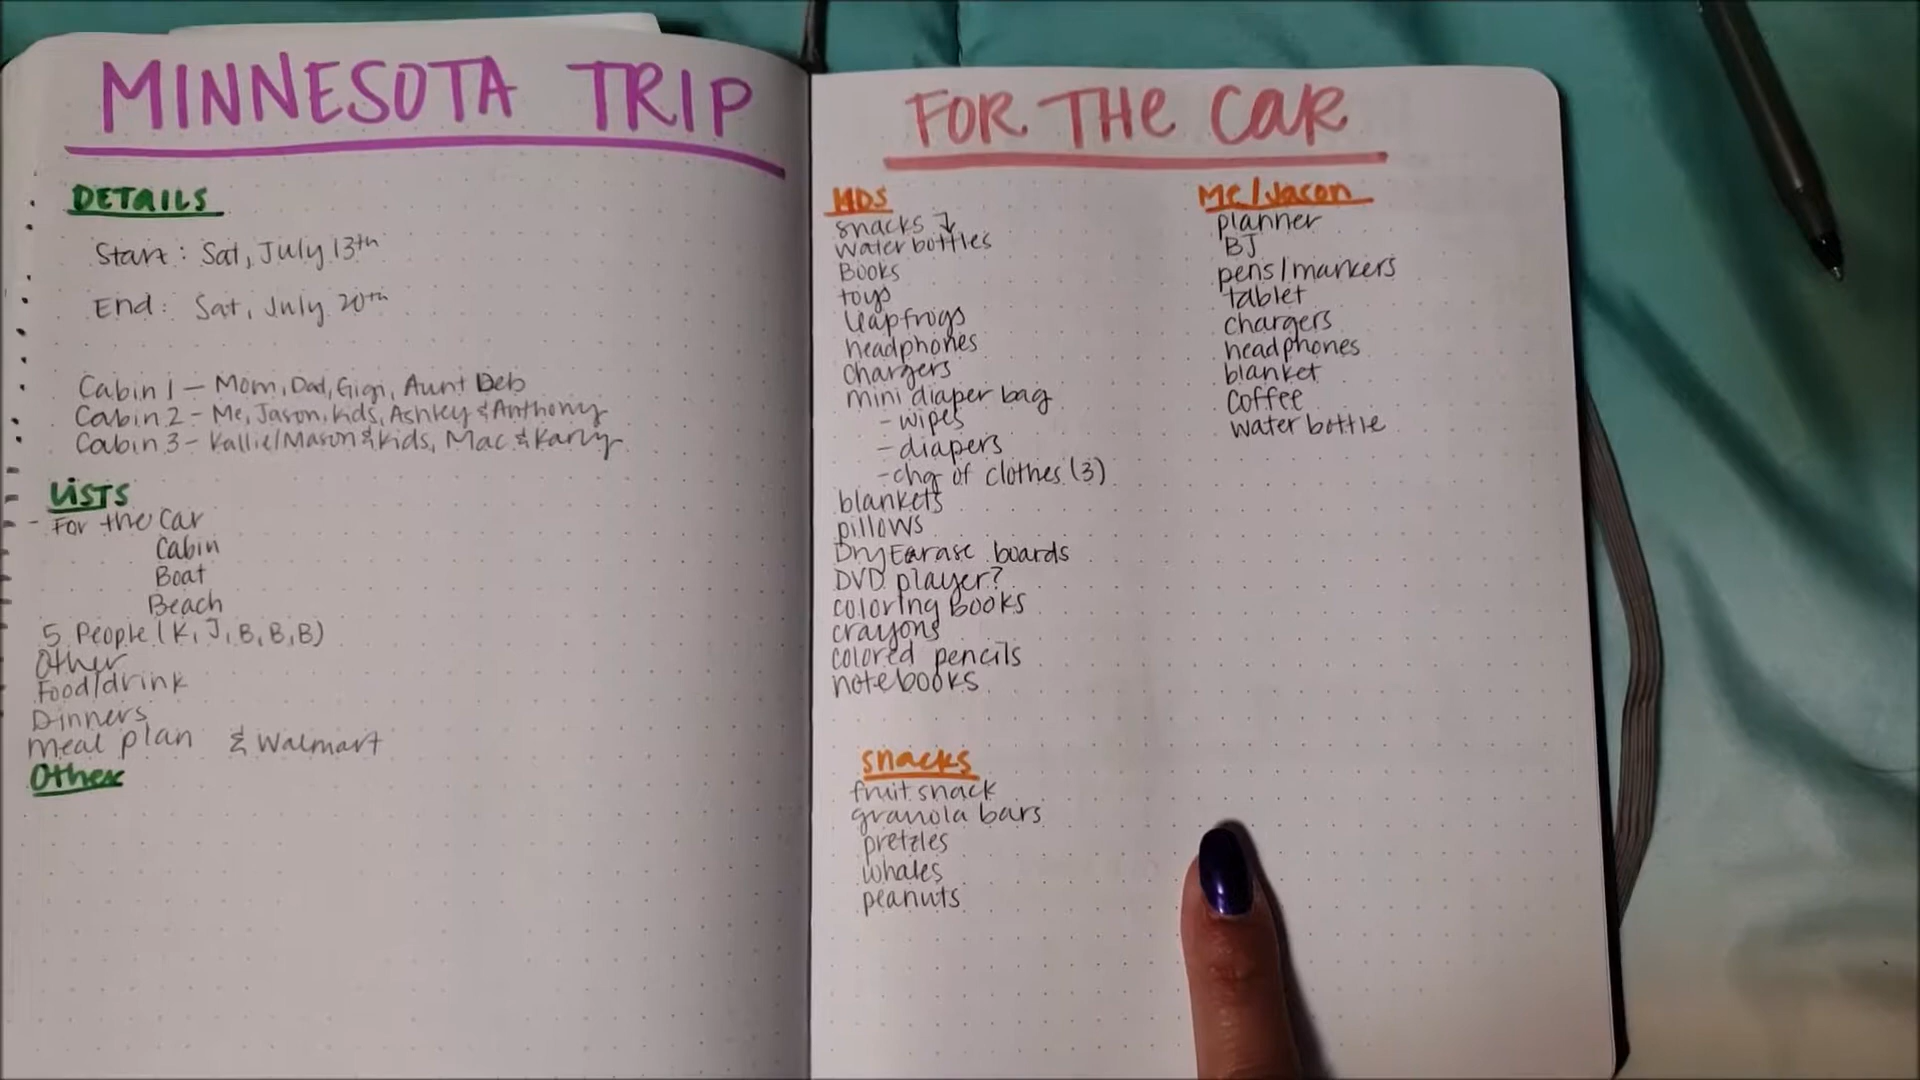 MINNESOTA TRIP
DETAILS
Start: Sat, July 13th
End: Sat, July 20th
Cabin 1 - Mom, Dad, Gigi, Aunt Deb
Cabin 2 - Me, Jason, Kids, Ashley & Anthony
Cabin 3 - Kallie/Mason & Kids, Mac & Karly
LISTS
- For the Car
Cabin
Boat
Beach
5 People (K, J, B, B, B)
Other
Food/drink
Dinners
Meal plan & Walmart
Other
FOR THE CAR
KIDS
snacks ↴
water bottles
Books
toys
leapfrogs
headphones
chargers
mini diaper bag
- wipes
- diapers
- chg of clothes (3)
blankets
pillows
Dry Earase boards
DVD player?
coloring books
crayons
colored pencils
notebooks
snacks
fruit snack
granola bars
pretzles
whales
peanuts
Me/Jason
planner
BJ
pens/markers
tablet
chargers
headphones
blanket
coffee
water bottle